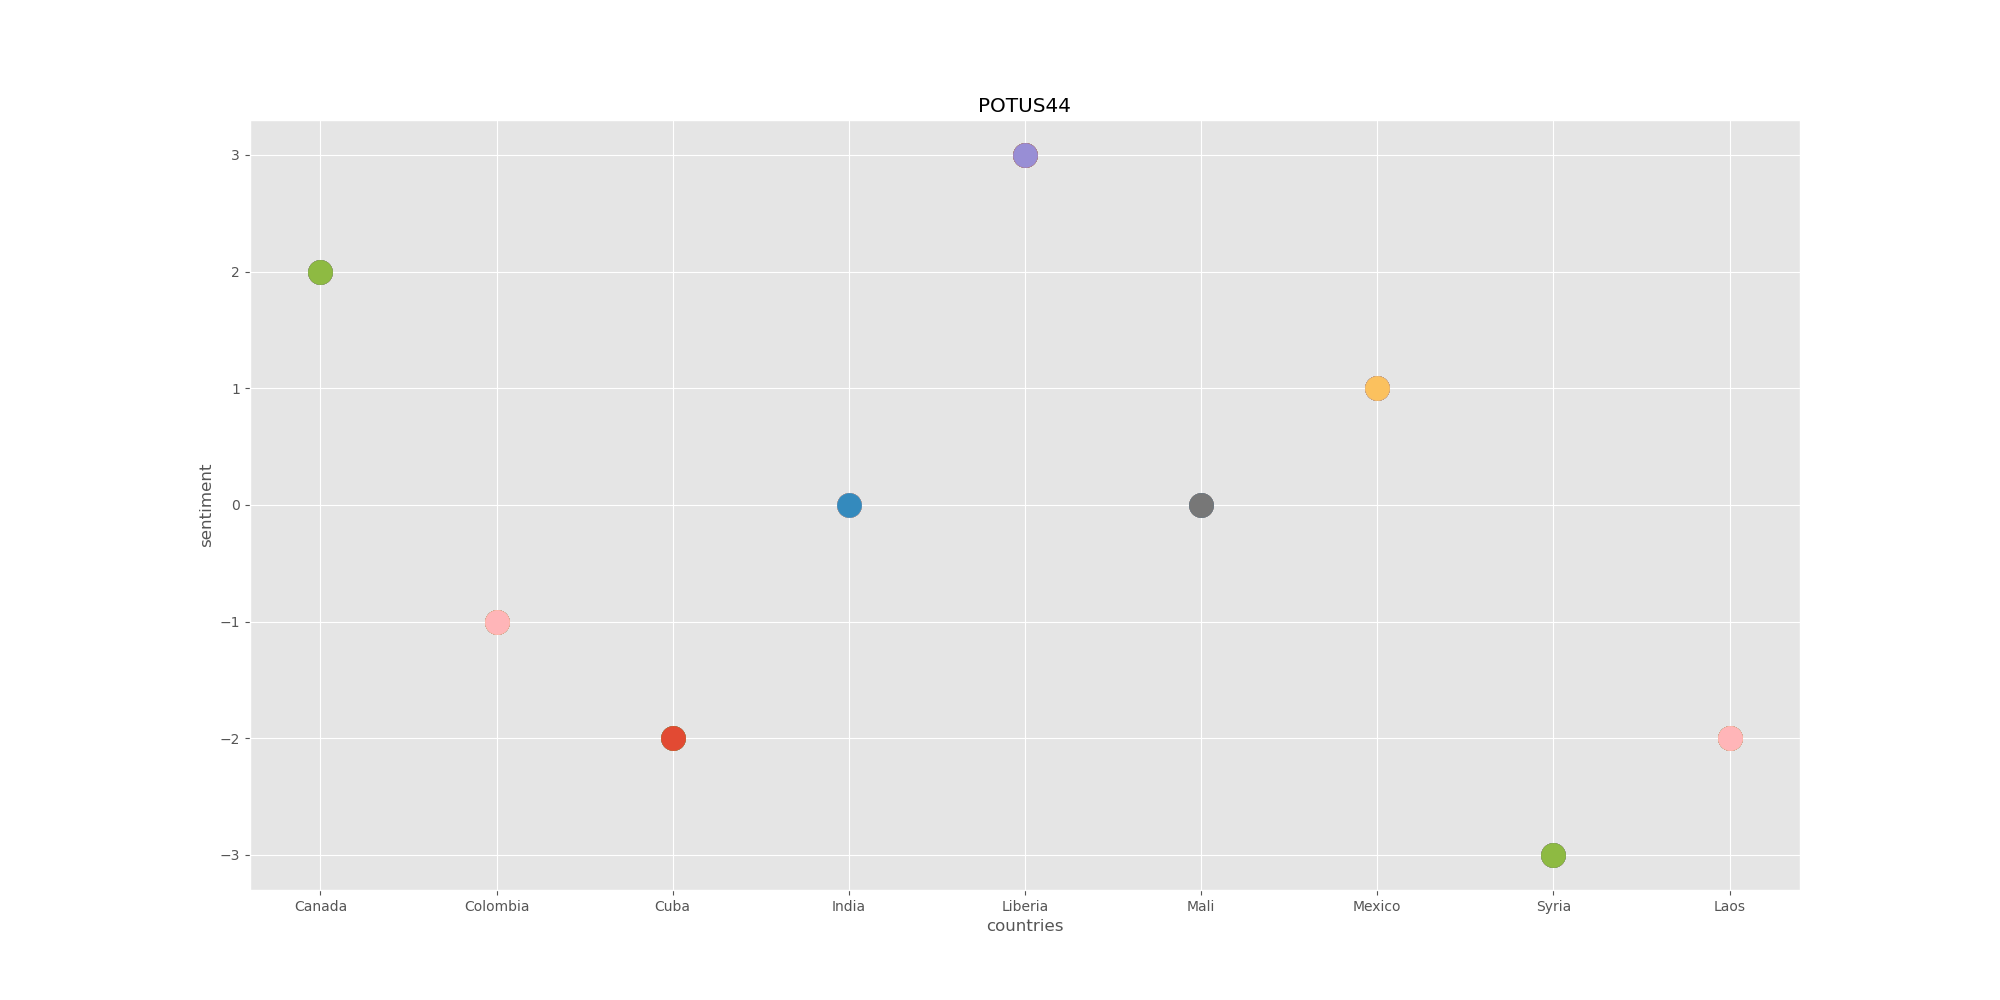 POTUS44
3
2
1
0
−1
−2
−3
sentiment
Canada
Colombia
Cuba
India
Liberia
Mali
Mexico
Syria
Laos
countries